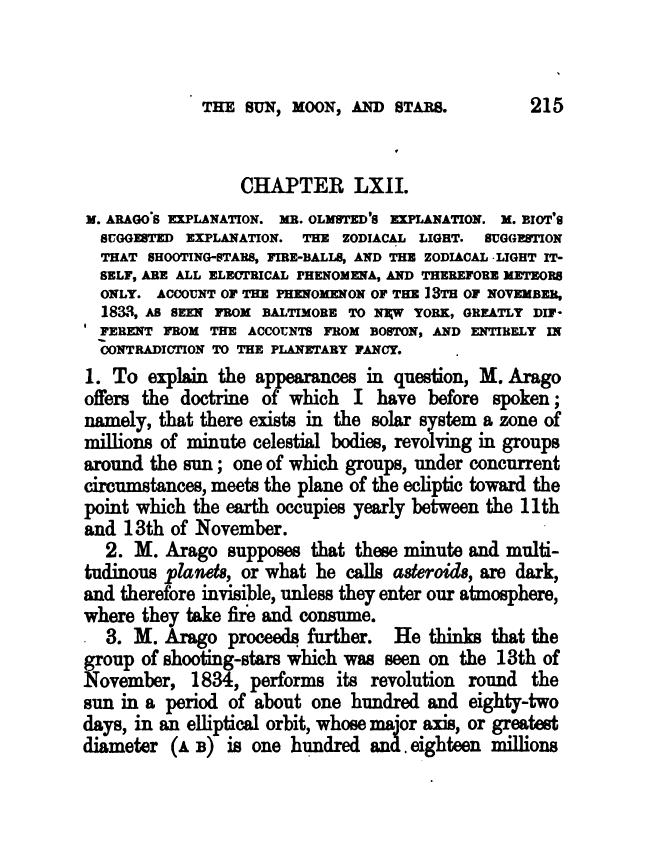 THE SUN, MOON, AND STARS. 215
CHAPTER LXII.
M. ARAGO'S EXPLANATION. MR. OLMSTED'S EXPLANATION. M. BIOT'S
SUGGESTED EXPLANATION. THE ZODIACAL LIGHT. SUGGESTION
THAT SHOOTING-STARS, FIRE-BALLS, AND THE ZODIACAL LIGHT IT-
SELF, ARE ALL ELECTRICAL PHENOMENA, AND THEREFORE METEORS
ONLY. ACCOUNT OF THE PHENOMENON OF THE 13TH OF NOVEMBER,
1833, AS SEEN FROM BALTIMORE TO NEW YORK, GREATLY DIF-
FERENT FROM THE ACCOUNTS FROM BOSTON, AND ENTIRELY IN
CONTRADICTION TO THE PLANETARY FANCY.
1. To explain the appearances in question, M. Arago
offers the doctrine of which I have before spoken;
namely, that there exists in the solar system a zone of
millions of minute celestial bodies, revolving in groups
around the sun; one of which groups, under concurrent
circumstances, meets the plane of the ecliptic toward the
point which the earth occupies yearly between the 11th
and 13th of November.
2. M. Arago supposes that these minute and multi-
tudinous planets, or what he calls asteroids, are dark,
and therefore invisible, unless they enter our atmosphere,
where they take fire and consume.
3. M. Arago proceeds further. He thinks that the
group of shooting-stars which was seen on the 13th of
November, 1834, performs its revolution round the
sun in a period of about one hundred and eighty-two
days, in an elliptical orbit, whose major axis, or greatest
diameter (A B) is one hundred and eighteen millions